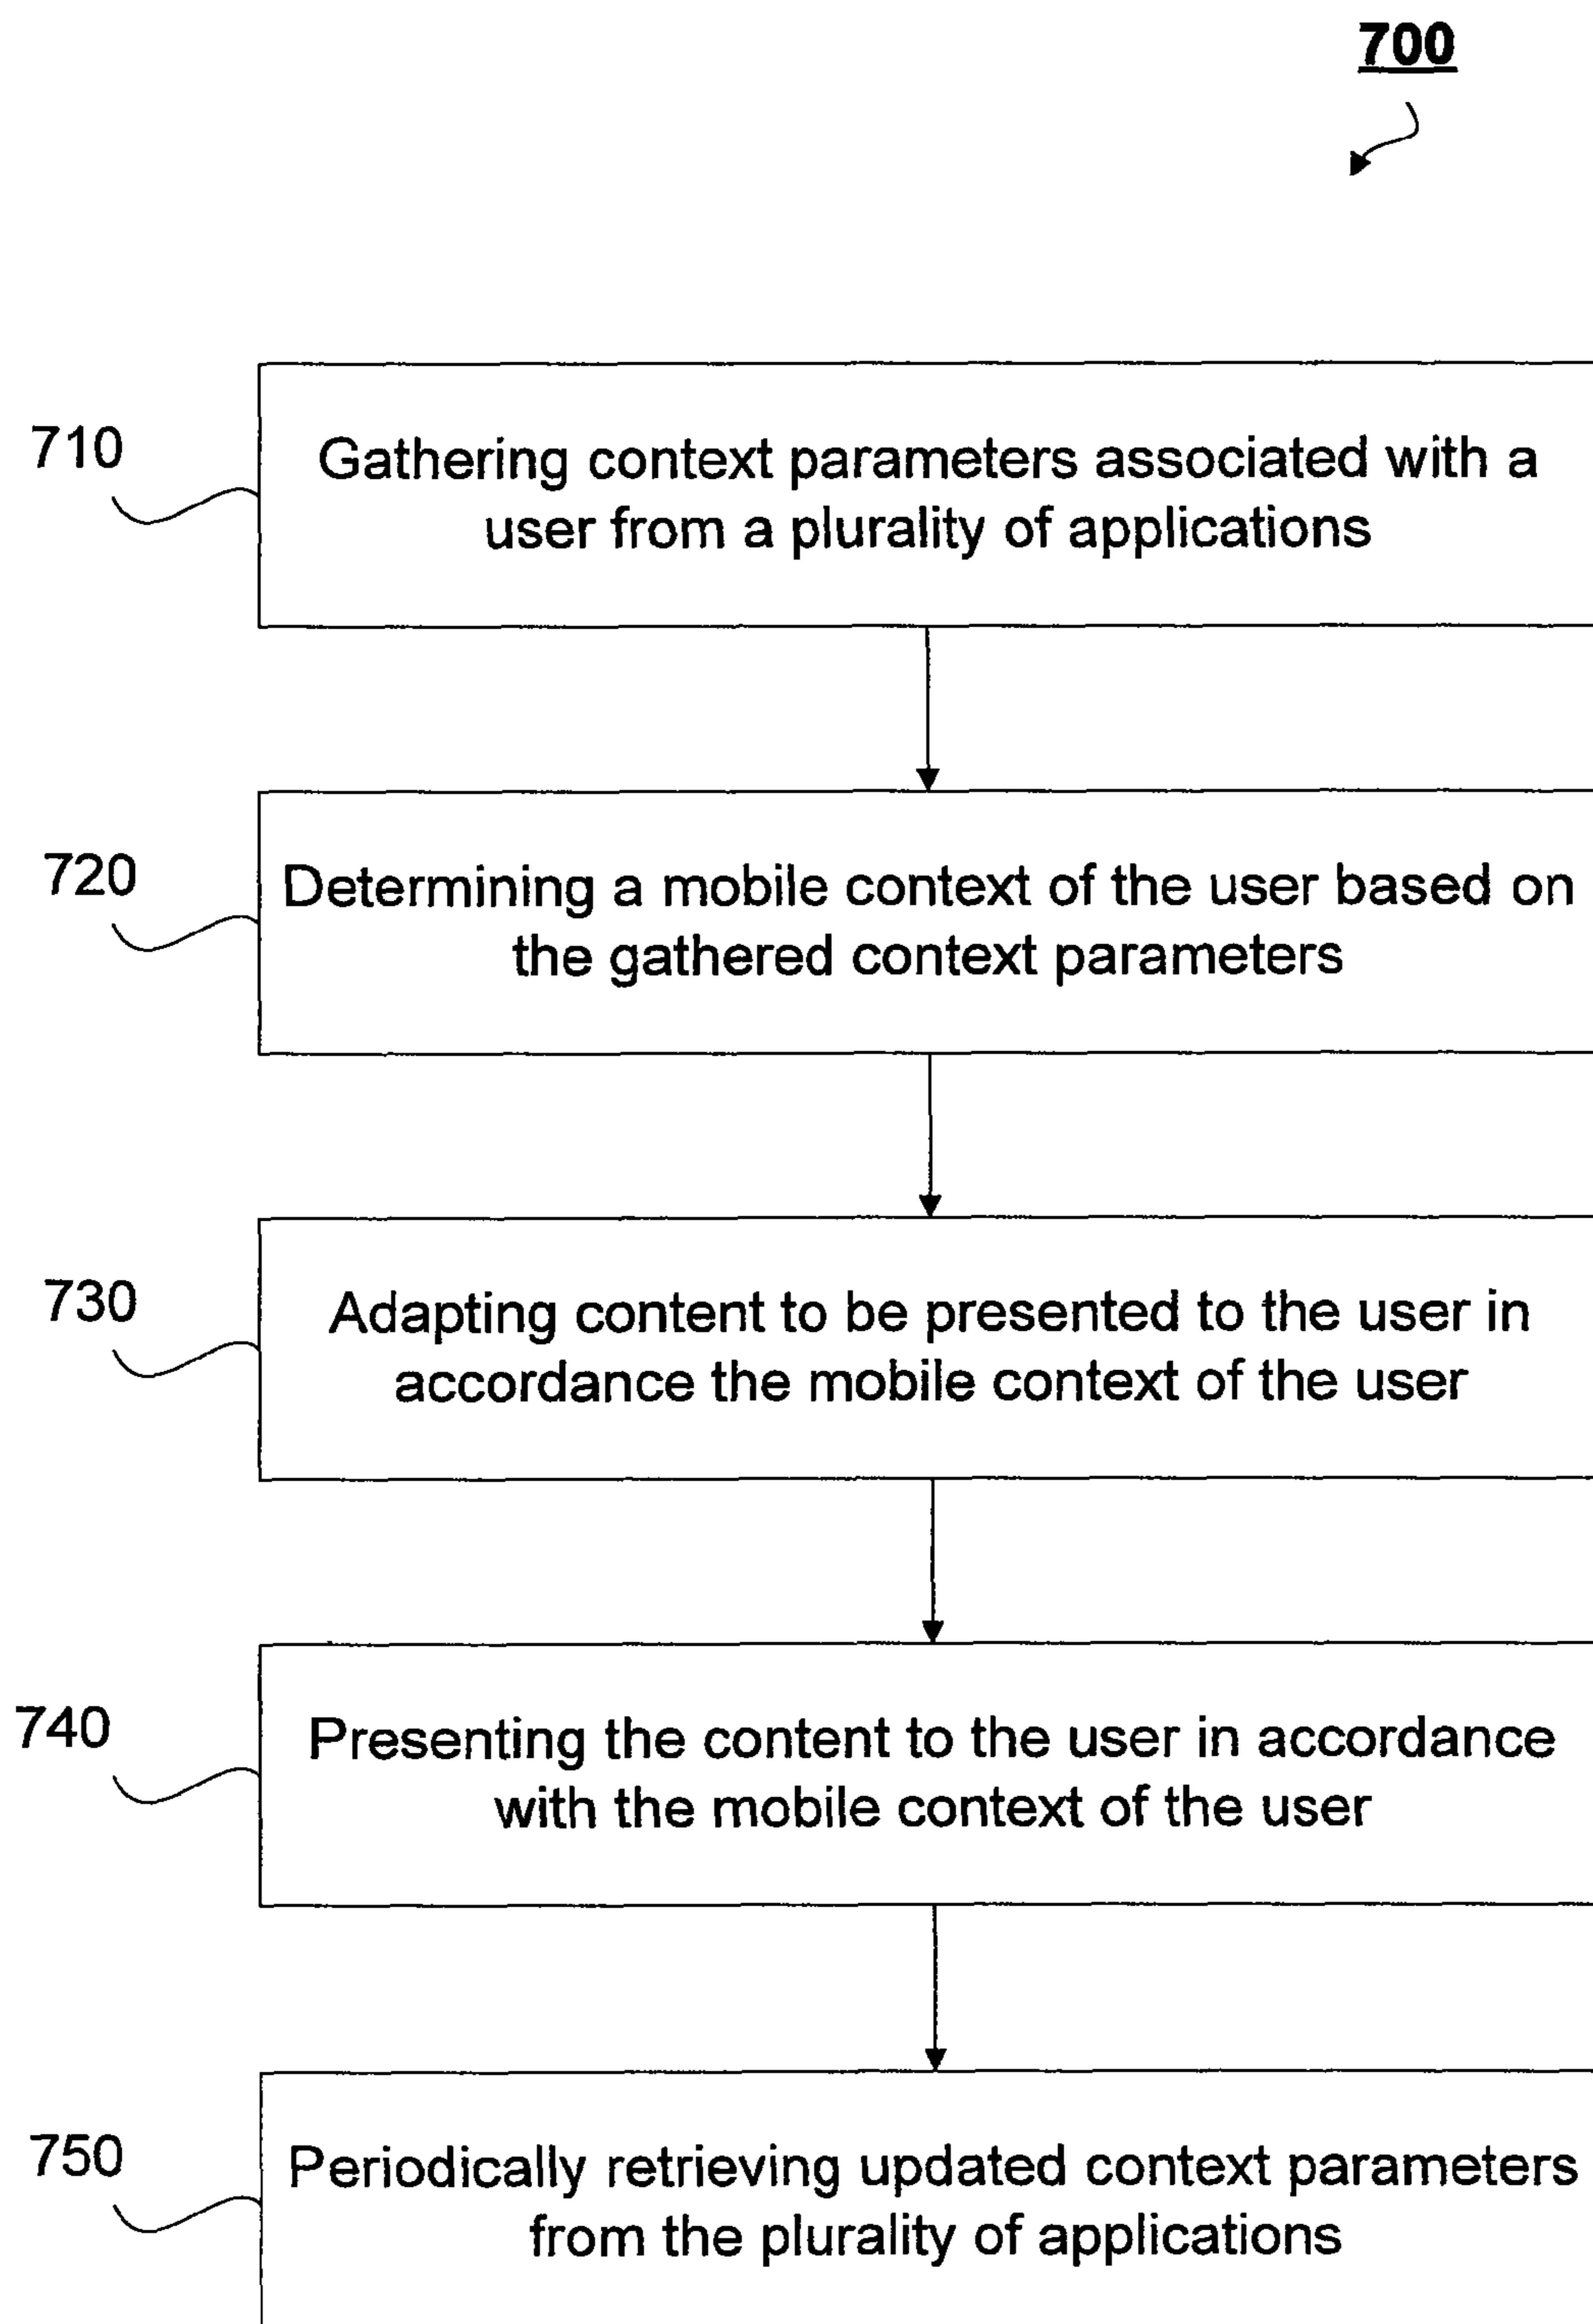 700
710
Gathering context parameters associated with a
user from a plurality of applications
720
Determining a mobile context of the user based on
the gathered context parameters
730
Adapting content to be presented to the user in
accordance the mobile context of the user
740
Presenting the content to the user in accordance
with the mobile context of the user
750
Periodically retrieving updated context parameters
from the plurality of applications